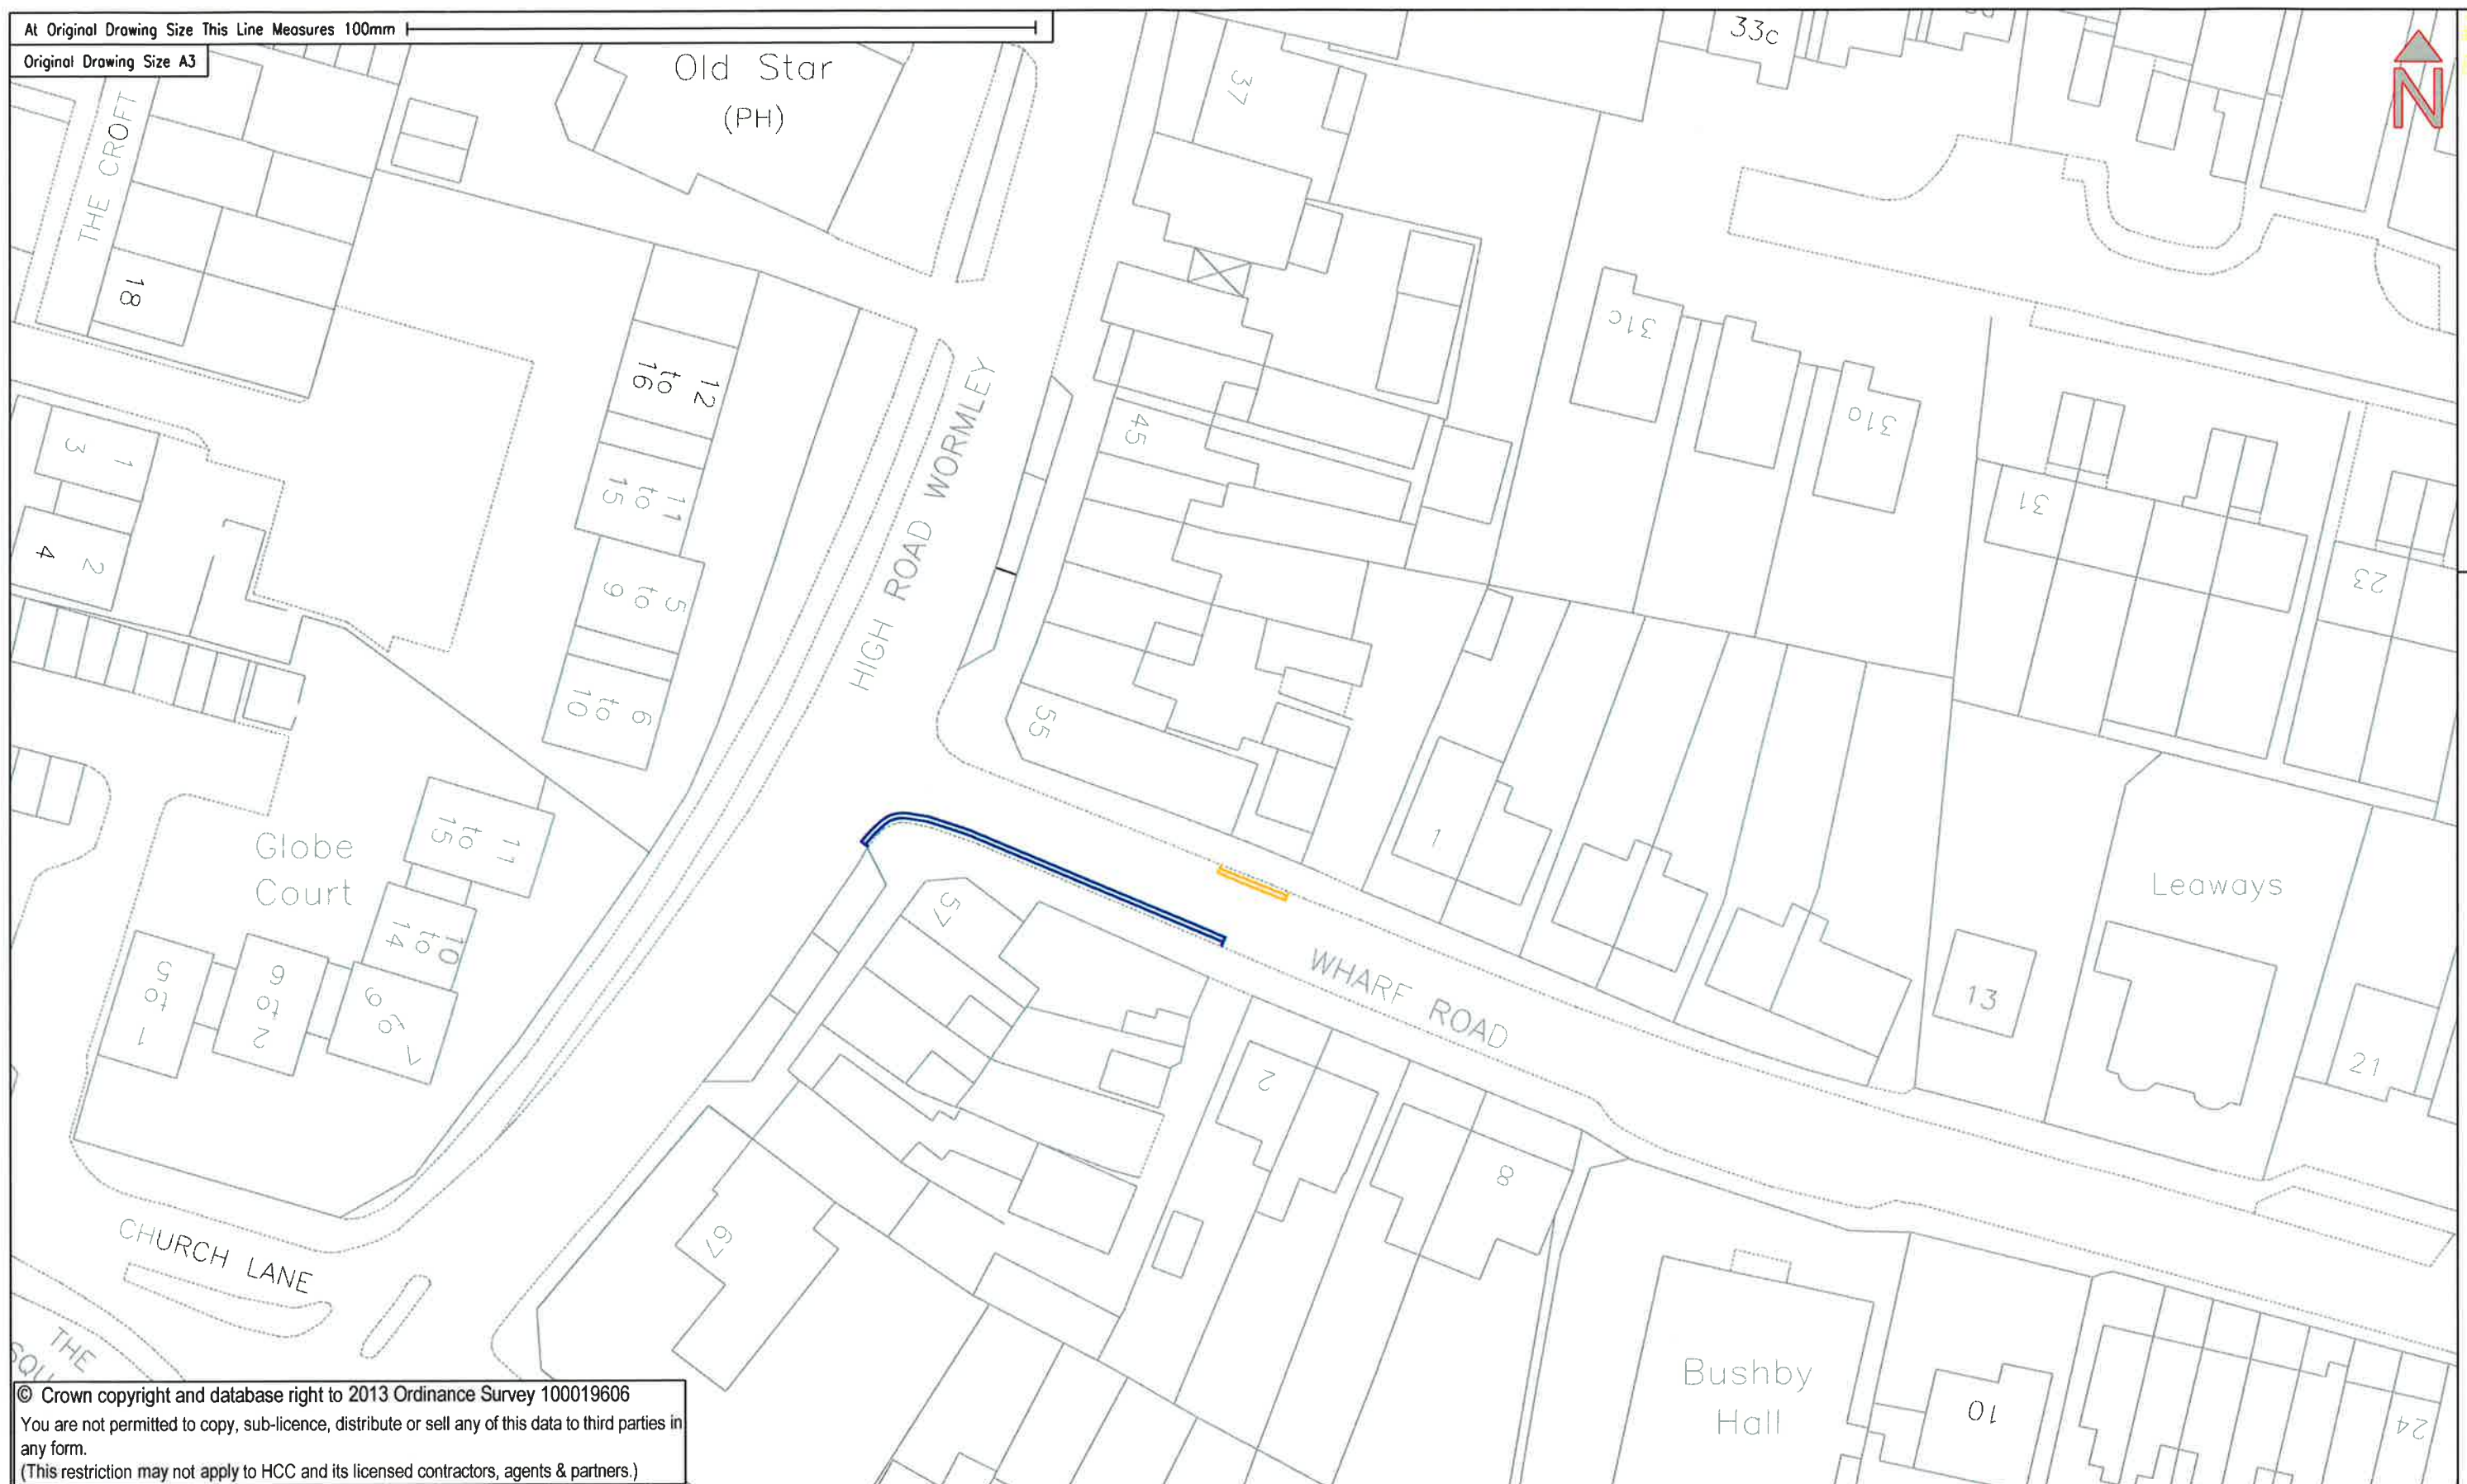 At Original Drawing Size This Line Measures 100mm
Original Drawing Size A3
N
Old Star
(PH)
33c
37
THE CROFT
18
12
to
16
11
to
15
5
to
9
6
to
10
1
3
2
4
HIGH ROAD WORMLEY
45
55
31c
31a
31
23
Globe
Court
11
to
15
10
to
14
7 to 9
6
to
2
5
to
1
57
67
1
WHARF ROAD
13
Leaways
21
2
8
CHURCH LANE
THE
SQU
Bushby
Hall
10
24
© Crown copyright and database right to 2013 Ordinance Survey 100019606
You are not permitted to copy, sub-licence, distribute or sell any of this data to third parties in
any form.
(This restriction may not apply to HCC and its licensed contractors, agents & partners.)